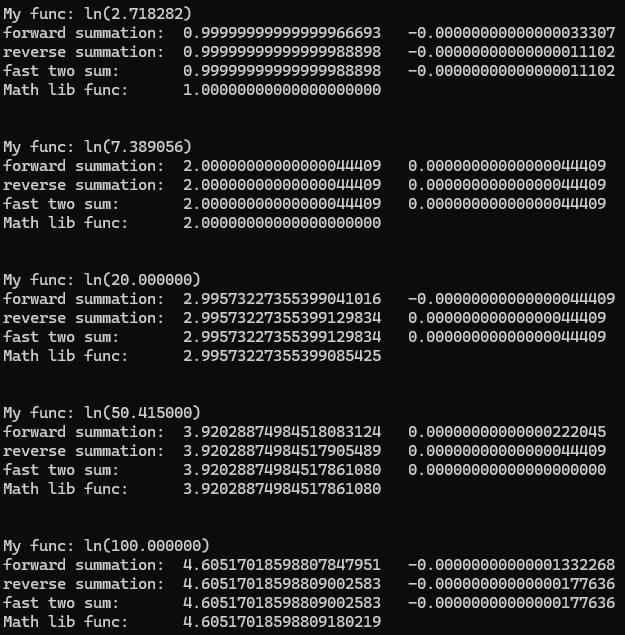 My func: ln(2.718282)
forward summation:  0.99999999999999966693   -0.00000000000000033307
reverse summation:  0.99999999999999988898   -0.00000000000000011102
fast two sum:       0.99999999999999988898   -0.00000000000000011102
Math lib func:      1.00000000000000000000
My func: ln(7.389056)
forward summation:  2.00000000000000044409   0.00000000000000044409
reverse summation:  2.00000000000000044409   0.00000000000000044409
fast two sum:       2.00000000000000044409   0.00000000000000044409
Math lib func:      2.00000000000000000000
My func: ln(20.000000)
forward summation:  2.99573227355399041016   -0.00000000000000044409
reverse summation:  2.99573227355399129834   0.00000000000000044409
fast two sum:       2.99573227355399129834   0.00000000000000044409
Math lib func:      2.99573227355399085425
My func: ln(50.415000)
forward summation:  3.92028874984518083124   0.00000000000000222045
reverse summation:  3.92028874984517905489   0.00000000000000044409
fast two sum:       3.92028874984517861080   0.00000000000000000000
Math lib func:      3.92028874984517861080
My func: ln(100.000000)
forward summation:  4.60517018598807847951   -0.00000000000001332268
reverse summation:  4.60517018598809002583   -0.00000000000000177636
fast two sum:       4.60517018598809002583   -0.00000000000000177636
Math lib func:      4.60517018598809180219